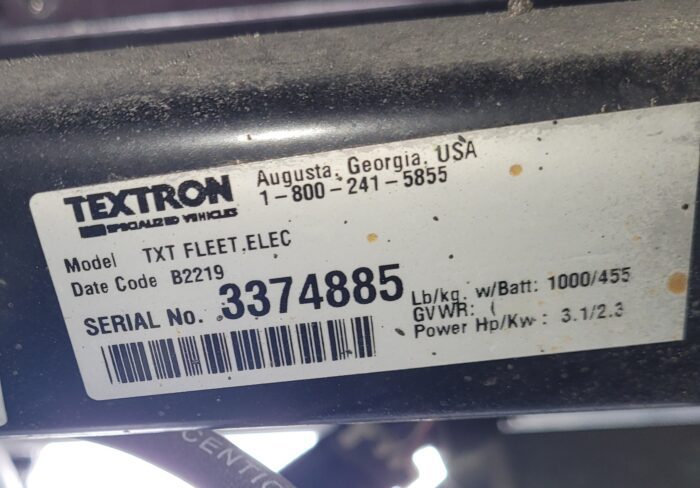 TEXTRON
SPECIALIZED VEHICLES
Augusta, Georgia, USA
1-800-241-5855
Model TXT FLEET,ELEC
Date Code B2219
SERIAL No. 3374885
Lb/kg. w/Batt: 1000/455
GVWR: (
Power Hp/Kw: 3.1/2.3
CENTIC